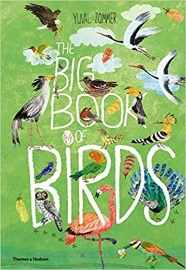 YUVAL ZOMMER
THE
BIG
BOOK
OF
BIRDS
Thames & Hudson